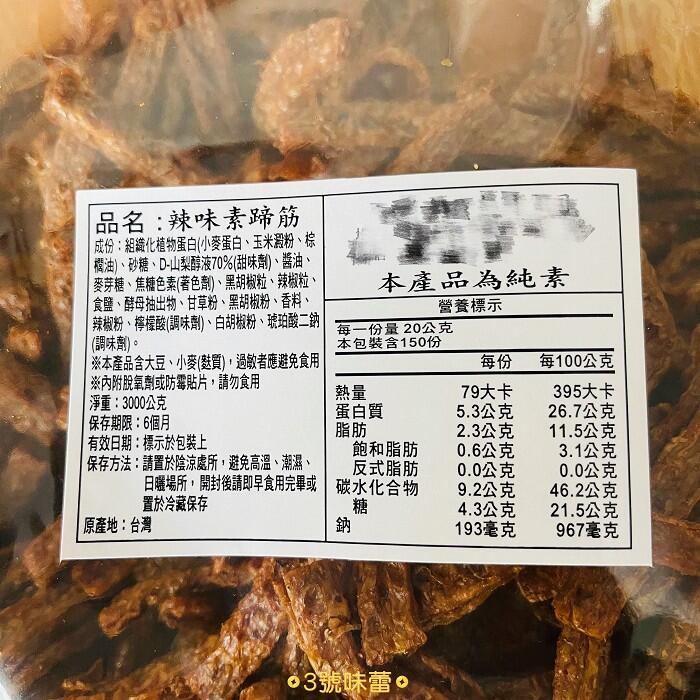 品名：辣味素蹄筋
成份：組織化植物蛋白(小麥蛋白、玉米澱粉、棕
櫚油)、砂糖、D-山梨醇液70%(甜味劑)、醬油、
麥芽糖、焦糖色素(著色劑)、黑胡椒粒、辣椒粒、
食鹽、酵母抽出物、甘草粉、黑胡椒粉、香料、
辣椒粉、檸檬酸(調味劑)、白胡椒粉、琥珀酸二鈉
(調味劑)。
※本產品含大豆、小麥(麩質)，過敏者應避免食用
※內附脫氧劑或防霉貼片，請勿食用
淨重：3000公克
保存期限：6個月
有效日期：標示於包裝上
保存方法：請置於陰涼處所，避免高溫、潮濕、
日曬場所，開封後請即早食用完畢或
置於冷藏保存
原產地：台灣
本產品為純素
營養標示
每一份量 20公克
本包裝含150份
每份 每100公克
熱量 79大卡 395大卡
蛋白質 5.3公克 26.7公克
脂肪 2.3公克 11.5公克
飽和脂肪 0.6公克 3.1公克
反式脂肪 0.0公克 0.0公克
碳水化合物 9.2公克 46.2公克
糖 4.3公克 21.5公克
鈉 193毫克 967毫克
3號味蕾